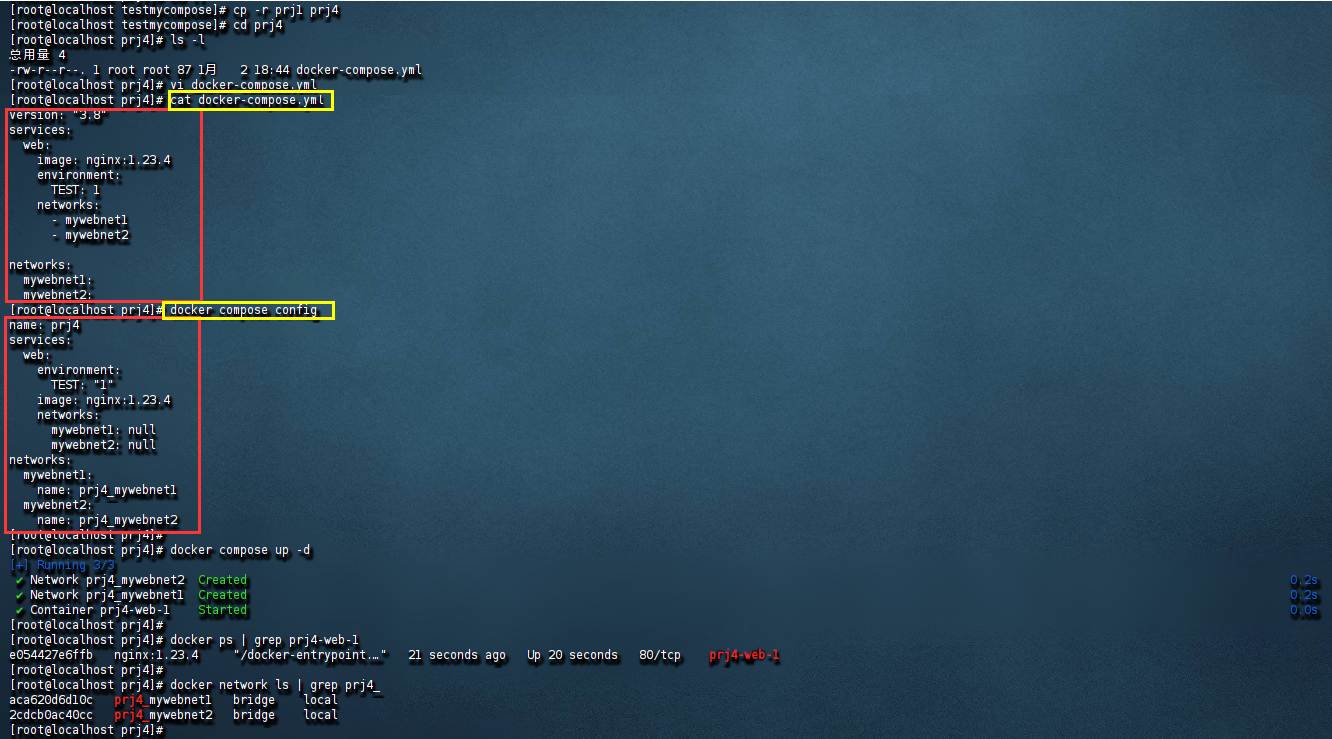 [root@localhost testmycompose]# cp -r prj1 prj4
[root@localhost testmycompose]# cd prj4
[root@localhost prj4]# ls -l
总用量 4
-rw-r--r--. 1 root root 87 1月   2 18:44 docker-compose.yml
[root@localhost prj4]# vi docker-compose.yml
[root@localhost prj4]# cat docker-compose.yml
version: "3.8"
services:
  web:
    image: nginx:1.23.4
    environment:
      TEST: 1
    networks:
      - mywebnet1
      - mywebnet2

networks:
  mywebnet1:
  mywebnet2:
[root@localhost prj4]# docker compose config
name: prj4
services:
  web:
    environment:
      TEST: "1"
    image: nginx:1.23.4
    networks:
      mywebnet1: null
      mywebnet2: null
networks:
  mywebnet1:
    name: prj4_mywebnet1
  mywebnet2:
    name: prj4_mywebnet2
[root@localhost prj4]#
[root@localhost prj4]# docker compose up -d
[+] Running 3/3
 ✔ Network prj4_mywebnet2  Created 0.2s
 ✔ Network prj4_mywebnet1  Created 0.2s
 ✔ Container prj4-web-1    Started 0.0s
[root@localhost prj4]#
[root@localhost prj4]# docker ps | grep prj4-web-1
e054427e6ffb   nginx:1.23.4     "/docker-entrypoint.…"   21 seconds ago   Up 20 seconds   80/tcp    prj4-web-1
[root@localhost prj4]#
[root@localhost prj4]# docker network ls | grep prj4_
aca620d6d10c   prj4_mywebnet1   bridge    local
2cdcb0ac40cc   prj4_mywebnet2   bridge    local
[root@localhost prj4]#